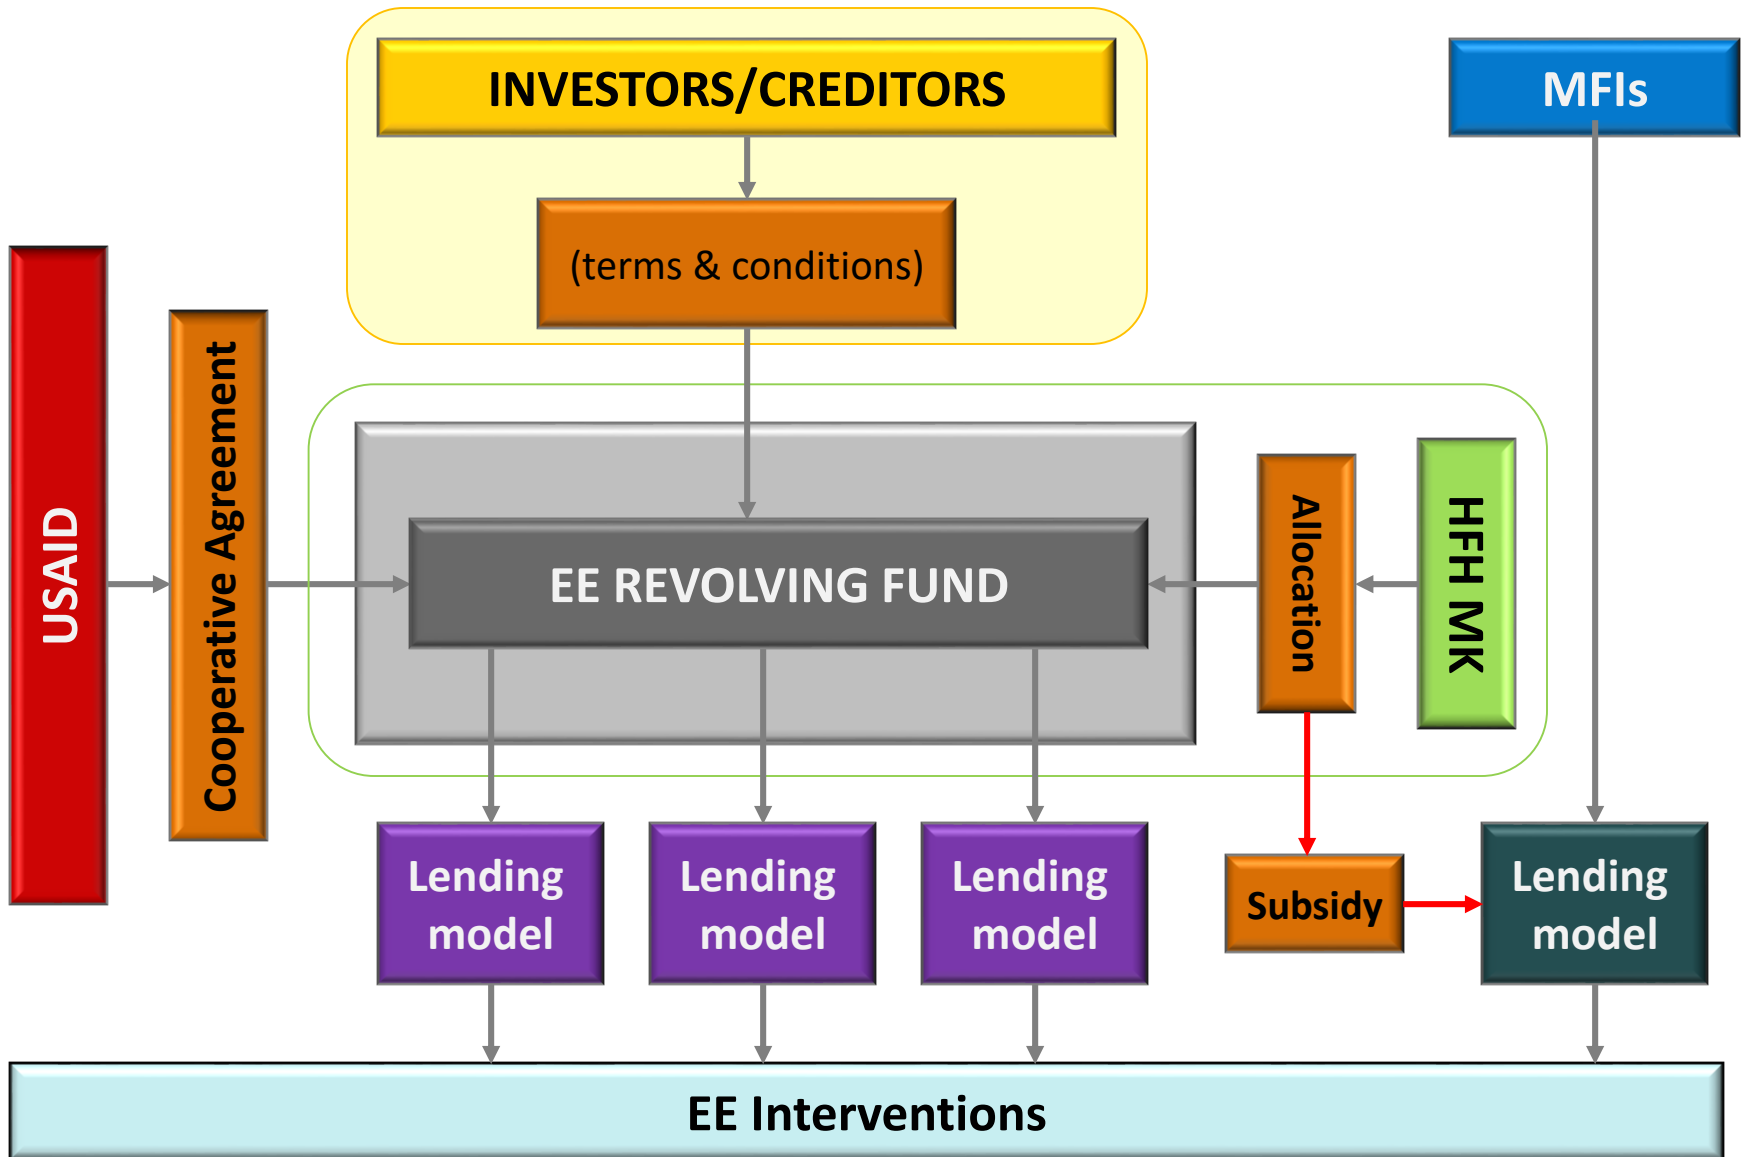 INVESTORS/CREDITORS
MFIs
(terms & conditions)
USAID
Cooperative Agreement
EE REVOLVING FUND
Allocation
HFH MK
Lending
model
Lending
model
Lending
model
Subsidy
Lending
model
EE Interventions